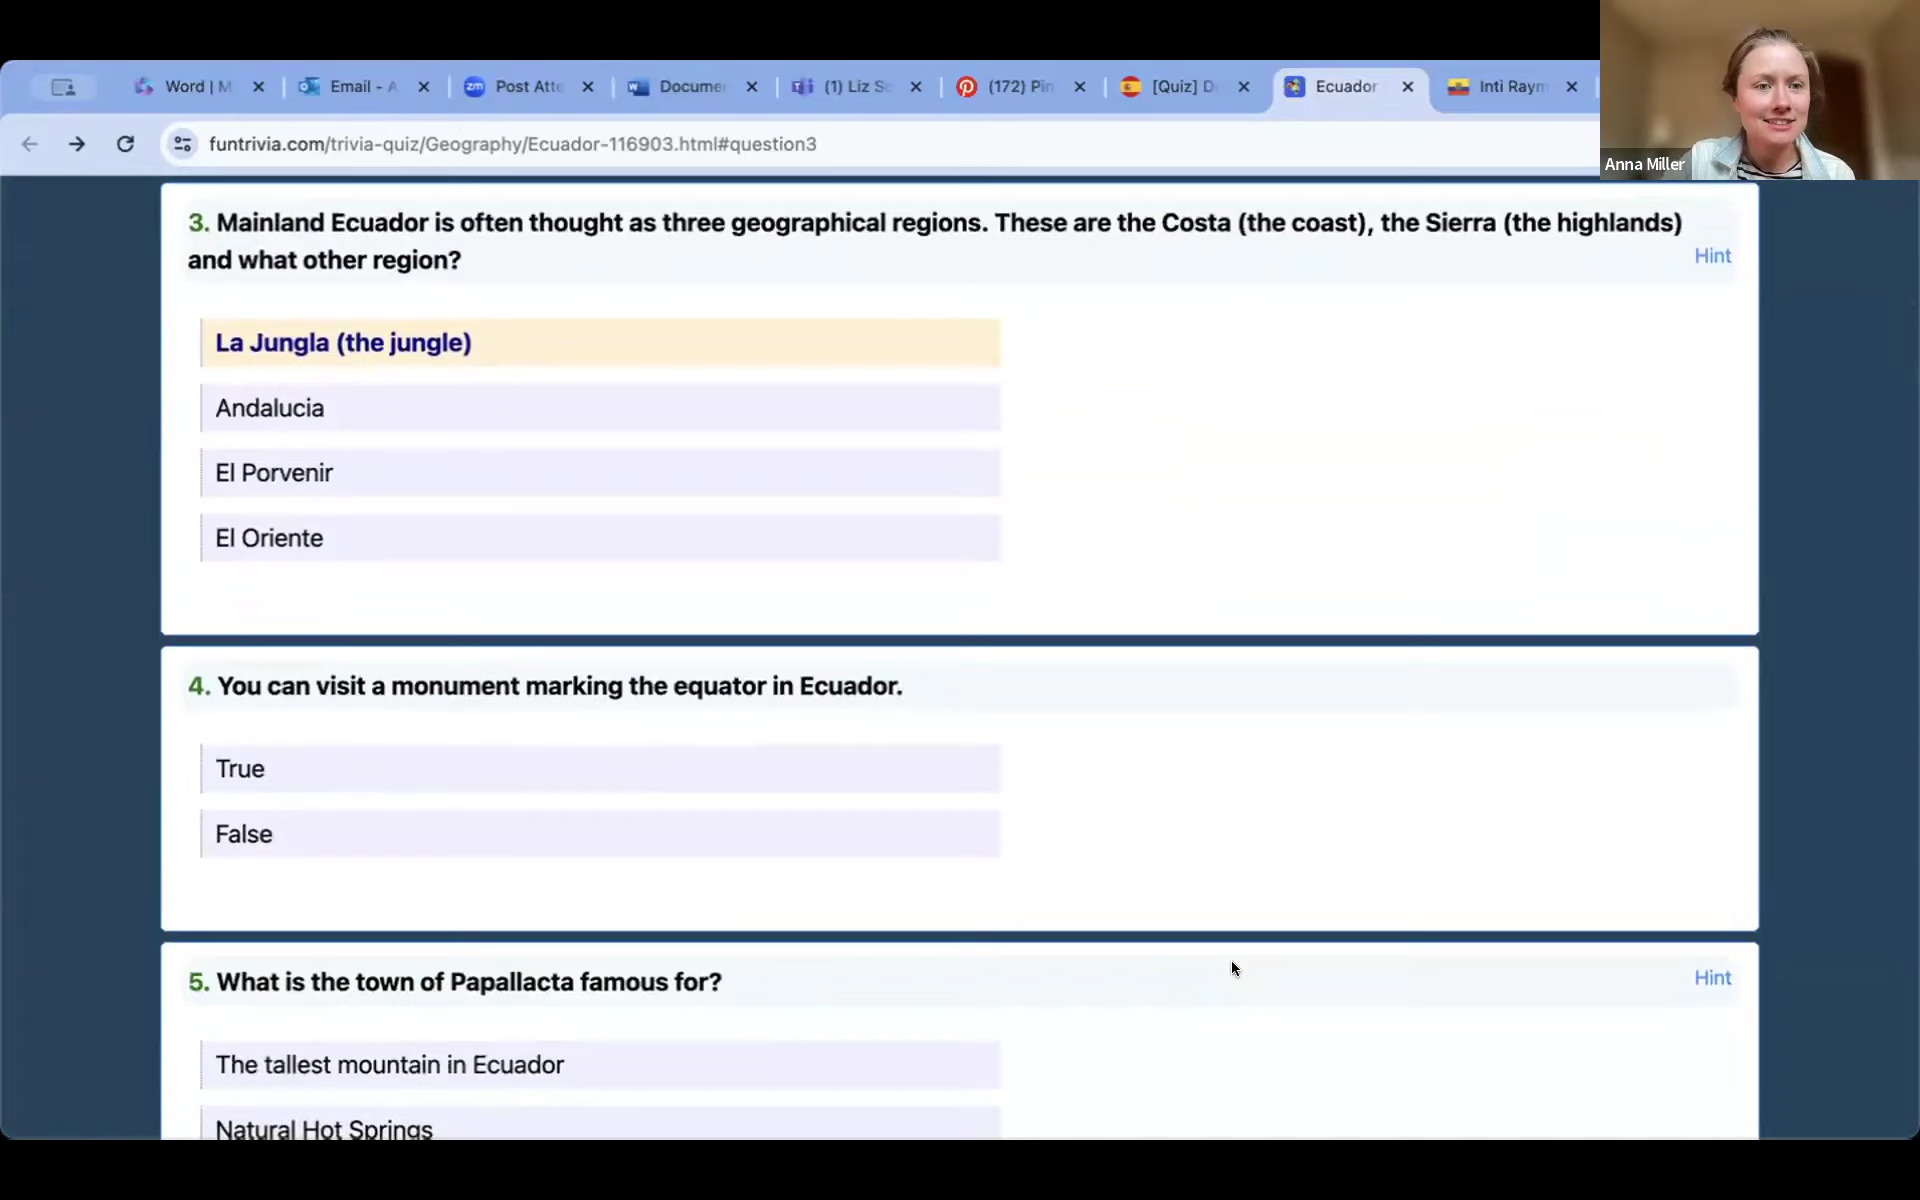 Word | M
Email - A
Post Atte
Docume
(1) Liz Sc
(172) Pin
[Quiz] D
Ecuador
Inti Raym
funtrivia.com/trivia-quiz/Geography/Ecuador-116903.html#question3
Anna Miller
3. Mainland Ecuador is often thought as three geographical regions. These are the Costa (the coast), the Sierra (the highlands)
and what other region?
Hint
La Jungla (the jungle)
Andalucia
El Porvenir
El Oriente
4. You can visit a monument marking the equator in Ecuador.
True
False
5. What is the town of Papallacta famous for?
Hint
The tallest mountain in Ecuador
Natural Hot Springs